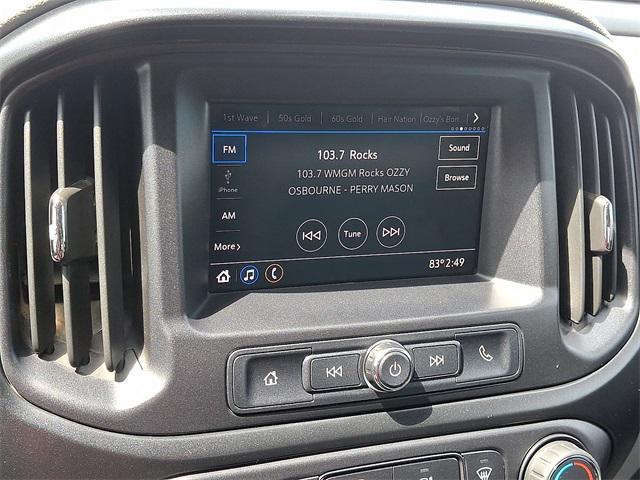 1st Wave 50s Gold 60s Gold Hair Nation Ozzy's Bon...
FM
103.7 Rocks
Sound
iPhone
103.7 WMGM Rocks OZZY
OSBOURNE - PERRY MASON
Browse
AM
Tune
More
83° 2:49